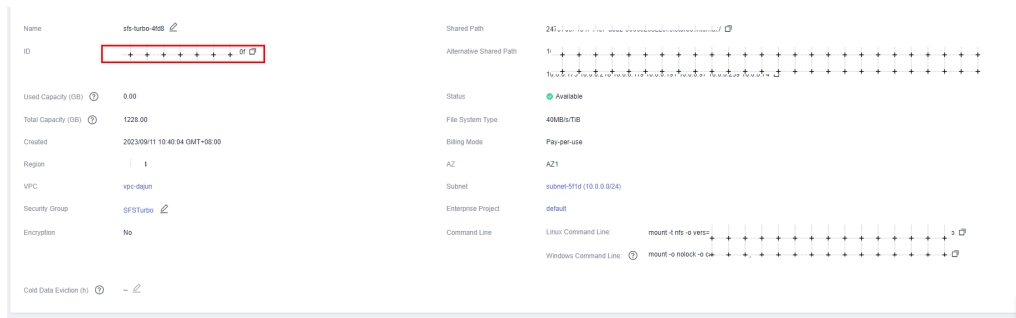 Name sfs-turbo-4fd8
Shared Path
ID 0f
Alternative Shared Path
Used Capacity (GB) 0.00
Status Available
Total Capacity (GB) 1228.00
File System Type 40MB/s/TiB
Created 2023/09/11 10:40:04 GMT+08:00
Billing Mode Pay-per-use
Region
AZ AZ1
VPC vpc-dajun
Subnet subnet-5f1d (10.0.0.0/24)
Security Group SFSTurbo
Enterprise Project default
Encryption No
Command Line Linux Command Line: mount -t nfs -o vers=
Windows Command Line: mount -o nolock -o
Cold Data Eviction (h) --